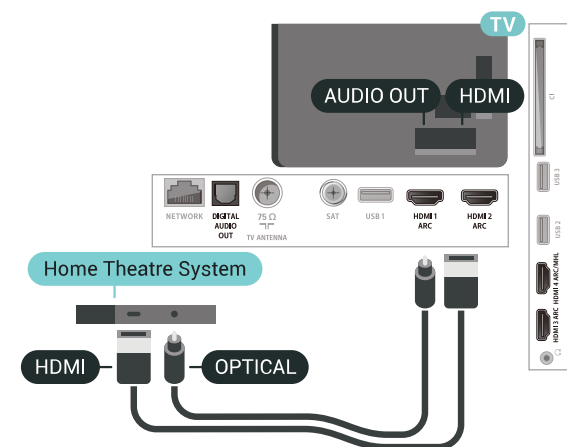 TV
AUDIO OUT
HDMI
CI
USB 3
USB 2
HDMI 4 ARC/MHL
HDMI 3 ARC
NETWORK
DIGITAL
AUDIO
OUT
75 Ω
TV ANTENNA
SAT
USB 1
HDMI 1
ARC
HDMI 2
ARC
Home Theatre System
HDMI
OPTICAL